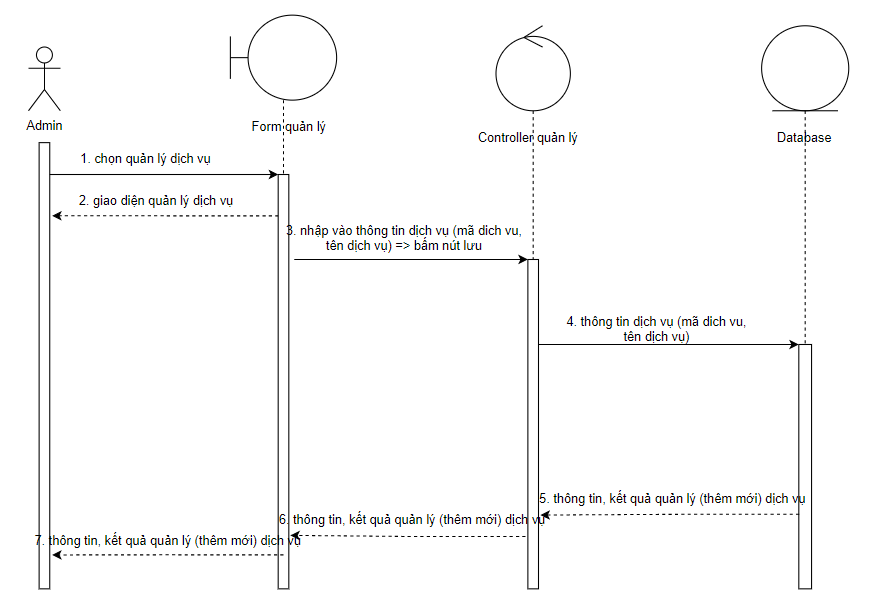 Admin
Form quản lý
Controller quản lý
Database
1. chọn quản lý dịch vụ
2. giao diện quản lý dịch vụ
3. nhập vào thông tin dịch vụ (mã dich vu,
tên dịch vụ) => bấm nút lưu
4. thông tin dịch vụ (mã dich vu,
tên dịch vụ)
5. thông tin, kết quả quản lý (thêm mới) dịch vụ
6. thông tin, kết quả quản lý (thêm mới) dịch vụ
7. thông tin, kết quả quản lý (thêm mới) dịch vụ